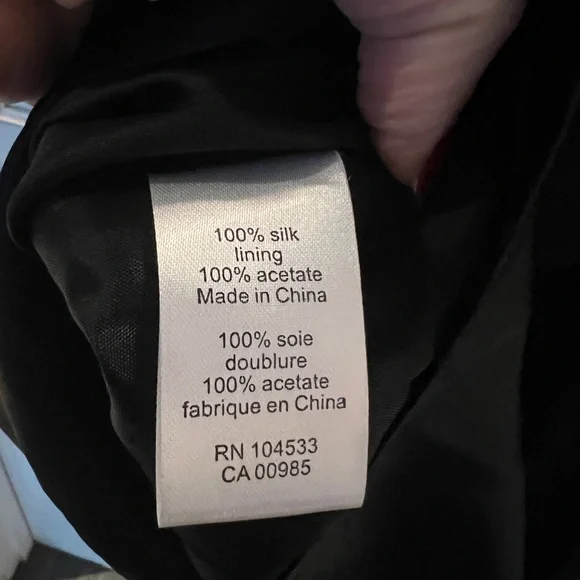 100% silk
lining
100% acetate
Made in China
100% soie
doublure
100% acetate
fabrique en China
RN 104533
CA 00985